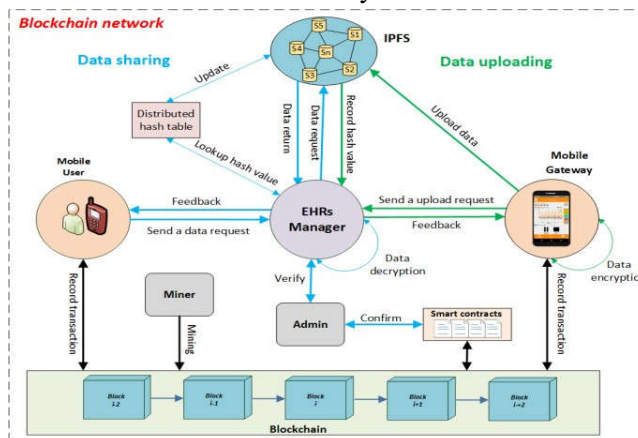 Blockchain network
IPFS
S5
S1
S4
Sn
S3
S2
Data sharing
Data uploading
Update
Distributed
hash table
Lookup hash value
Data return
Data request
Record hash value
Upload data
Mobile
User
Mobile
Gateway
Feedback
Send a data request
EHRs
Manager
Send a upload request
Feedback
Data
decryption
Data
encryption
Verify
Miner
Mining
Admin
Confirm
Smart contracts
Record transaction
Record transaction
Block
i-2
Block
i-1
Block
i
Block
i+1
Block
i+2
Blockchain